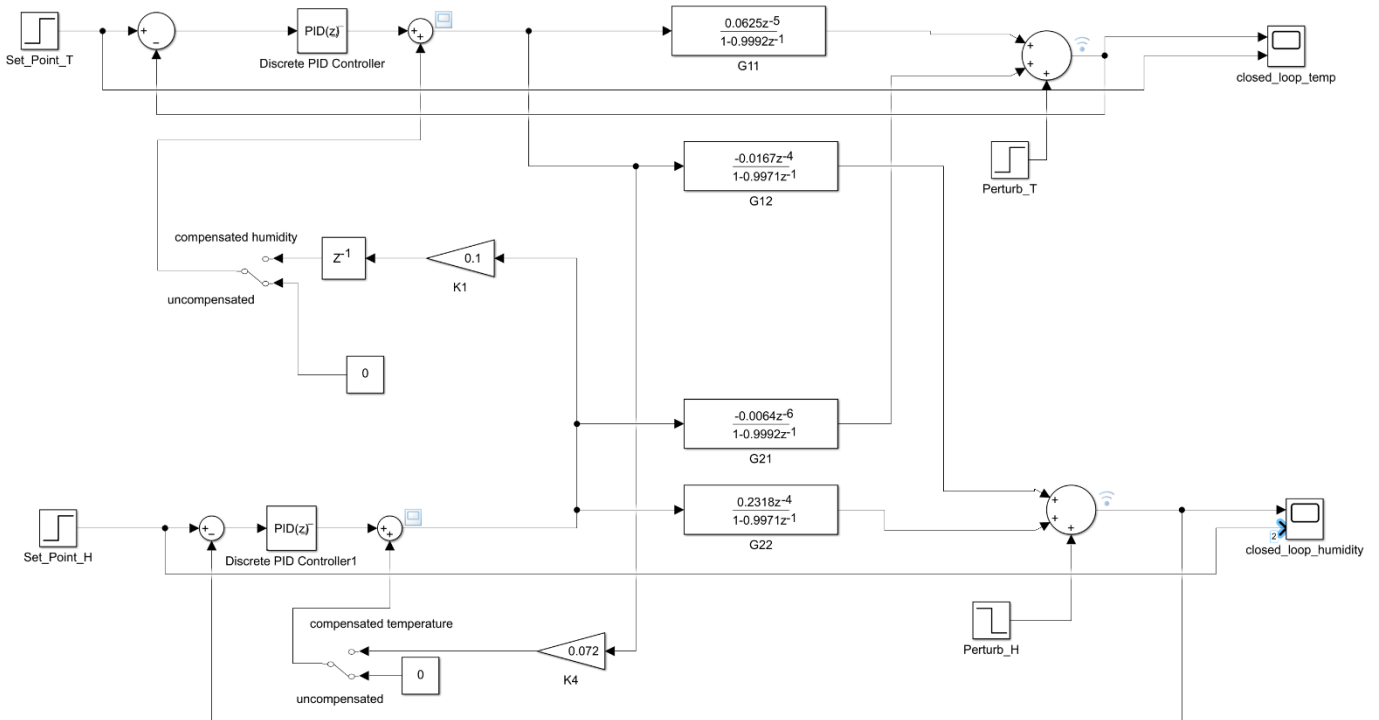 Set_Point_T
+
−
PID(z)
Discrete PID Controller
+
+
0.0625z-5
1-0.9992z-1
G11
+
+
+
closed_loop_temp
-0.0167z-4
1-0.9971z-1
G12
Perturb_T
compensated humidity
z-1
0.1
K1
uncompensated
0
-0.0064z-6
1-0.9992z-1
G21
0.2318z-4
1-0.9971z-1
G22
+
+
+
Set_Point_H
+
−
PID(z)
Discrete PID Controller1
+
+
2
closed_loop_humidity
compensated temperature
0.072
K4
0
uncompensated
Perturb_H